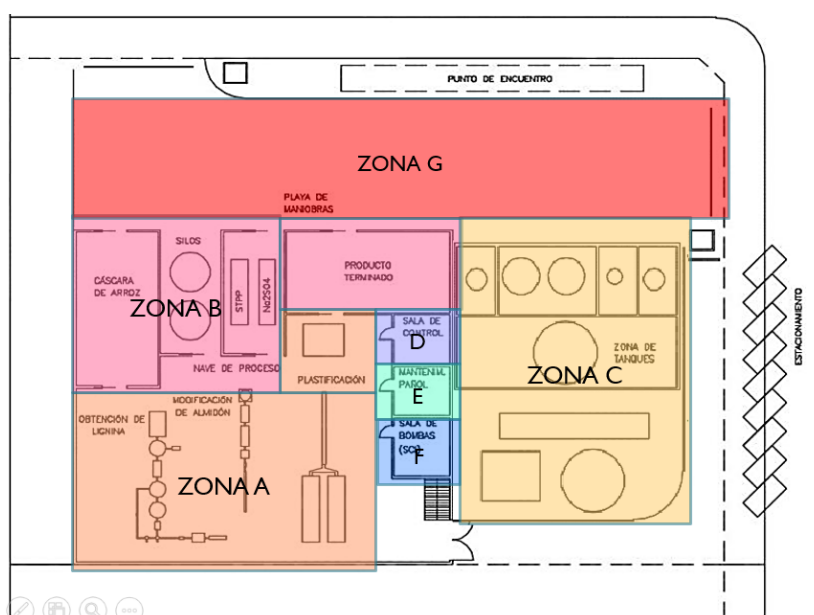 PUNTO DE ENCUENTRO
ZONA G
PLAYA DE
MANIOBRAS
SILOS
CÁSCARA
DE ARROZ
STPP
Na2SO4
ZONA B
NAVE DE PROCESO
PRODUCTO
TERMINADO
PLASTIFICACIÓN
SALA DE
CONTROL
D
MANTENIM.
PAÑOL
E
SALA DE
BOMBAS
(SCI)
F
ZONA DE
TANQUES
ZONA C
ESTACIONAMIENTO
MODIFICACIÓN
DE ALMIDÓN
OBTENCIÓN DE
LIGNINA
ZONA A